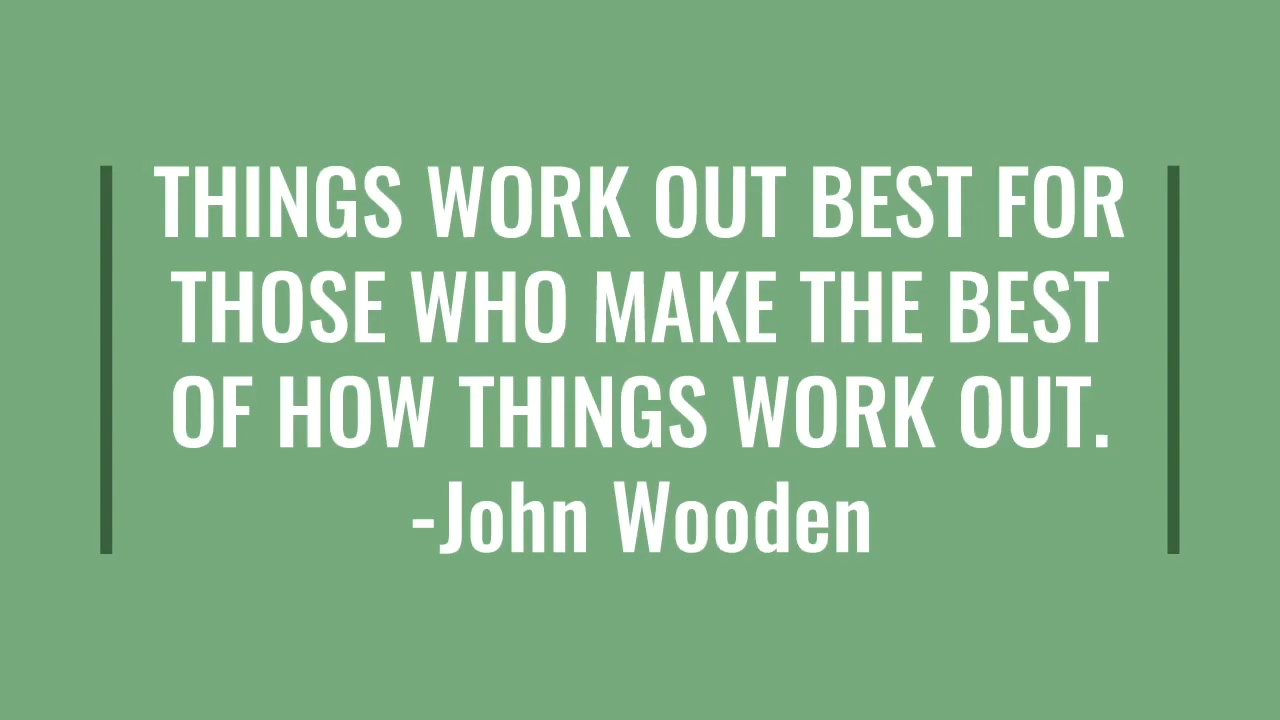 THINGS WORK OUT BEST FOR
THOSE WHO MAKE THE BEST
OF HOW THINGS WORK OUT.
-John Wooden